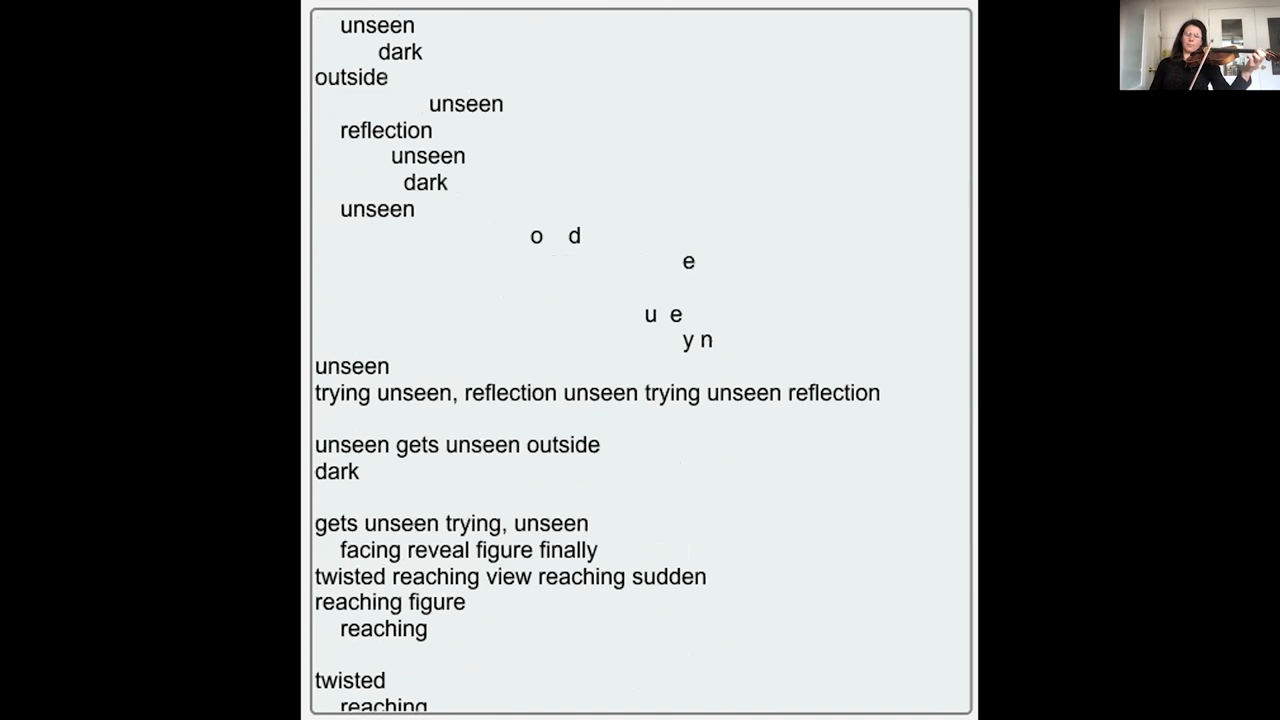 unseen
dark
outside
unseen
reflection
unseen
dark
unseen
o d
e
u e
y n
unseen
trying unseen, reflection unseen trying unseen reflection
unseen gets unseen outside
dark
gets unseen trying, unseen
facing reveal figure finally
twisted reaching view reaching sudden
reaching figure
reaching
twisted
reaching